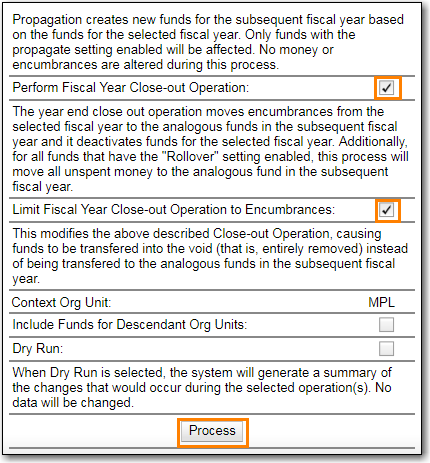 Propagation creates new funds for the subsequent fiscal year based
on the funds for the selected fiscal year. Only funds with the
propagate setting enabled will be affected. No money or
encumbrances are altered during this process.
Perform Fiscal Year Close-out Operation:
The year end close out operation moves encumbrances from the
selected fiscal year to the analogous funds in the subsequent fiscal
year and it deactivates funds for the selected fiscal year. Additionally,
for all funds that have the "Rollover" setting enabled, this process will
move all unspent money to the analogous fund in the subsequent
fiscal year.
Limit Fiscal Year Close-out Operation to Encumbrances:
This modifies the above described Close-out Operation, causing
funds to be transfered into the void (that is, entirely removed) instead
of being transfered to the analogous funds in the subsequent fiscal
year.
Context Org Unit: MPL
Include Funds for Descendant Org Units:
Dry Run:
When Dry Run is selected, the system will generate a summary of
the changes that would occur during the selected operation(s). No
data will be changed.
Process